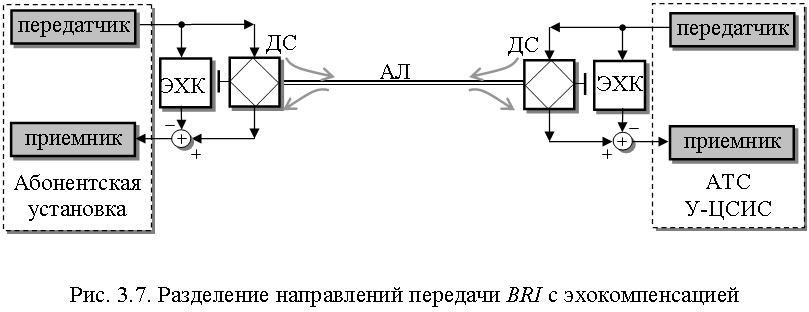 передатчик
ДС
ДС
передатчик
ЭХК
АЛ
ЭХК
–
–
приемник
+
+
приемник
Абонентская
установка
АТС
У-ЦСИС
Рис. 3.7. Разделение направлений передачи BRI с эхокомпенсацией